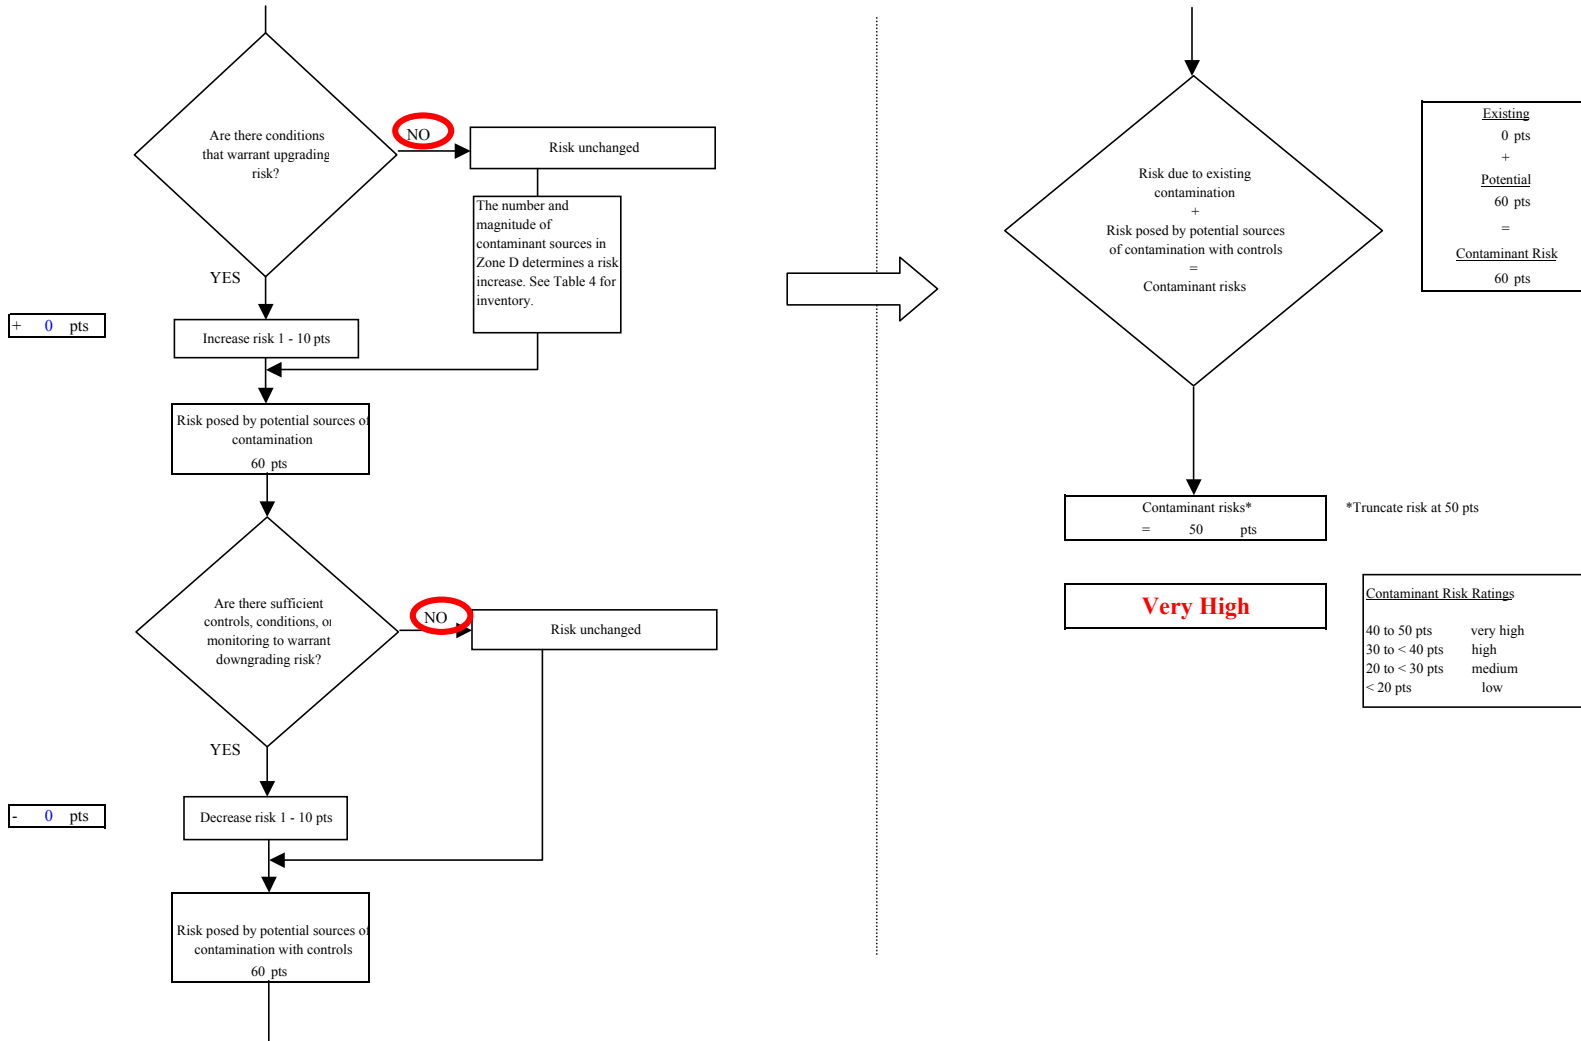 Are there conditions
that warrant upgrading
risk?
NO
Risk unchanged
The number and
magnitude of
contaminant sources in
Zone D determines a risk
increase. See Table 4 for
inventory.
YES
+ 0 pts
Increase risk 1 - 10 pts
Risk posed by potential sources of
contamination
60 pts
Are there sufficient
controls, conditions, or
monitoring to warrant
downgrading risk?
NO
Risk unchanged
YES
- 0 pts
Decrease risk 1 - 10 pts
Risk posed by potential sources of
contamination with controls
60 pts
Risk due to existing
contamination
+
Risk posed by potential sources
of contamination with controls
=
Contaminant risks
Existing
0 pts
+
Potential
60 pts
=
Contaminant Risk
60 pts
Contaminant risks*
= 50 pts
*Truncate risk at 50 pts
Very High
Contaminant Risk Ratings
40 to 50 pts very high
30 to < 40 pts high
20 to < 30 pts medium
< 20 pts low